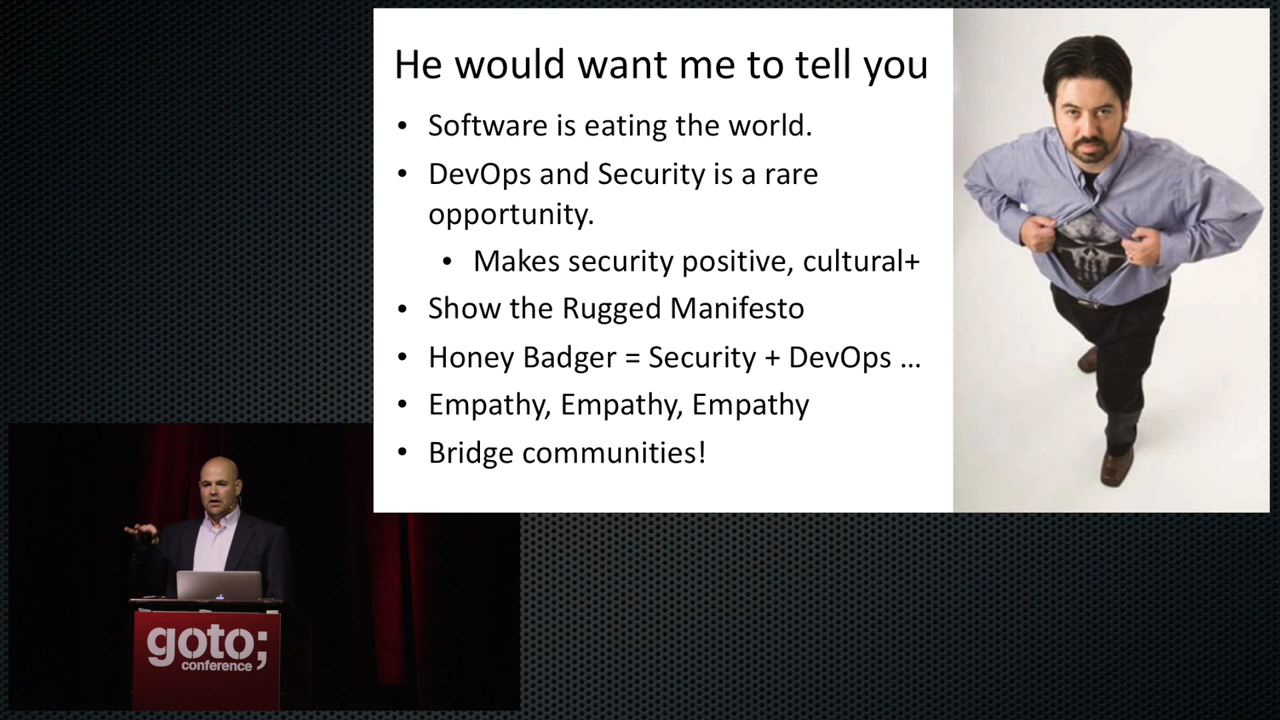 He would want me to tell you
• Software is eating the world.
• DevOps and Security is a rare
opportunity.
• Makes security positive, cultural+
• Show the Rugged Manifesto
• Honey Badger = Security + DevOps ...
• Empathy, Empathy, Empathy
• Bridge communities!
goto;
conference